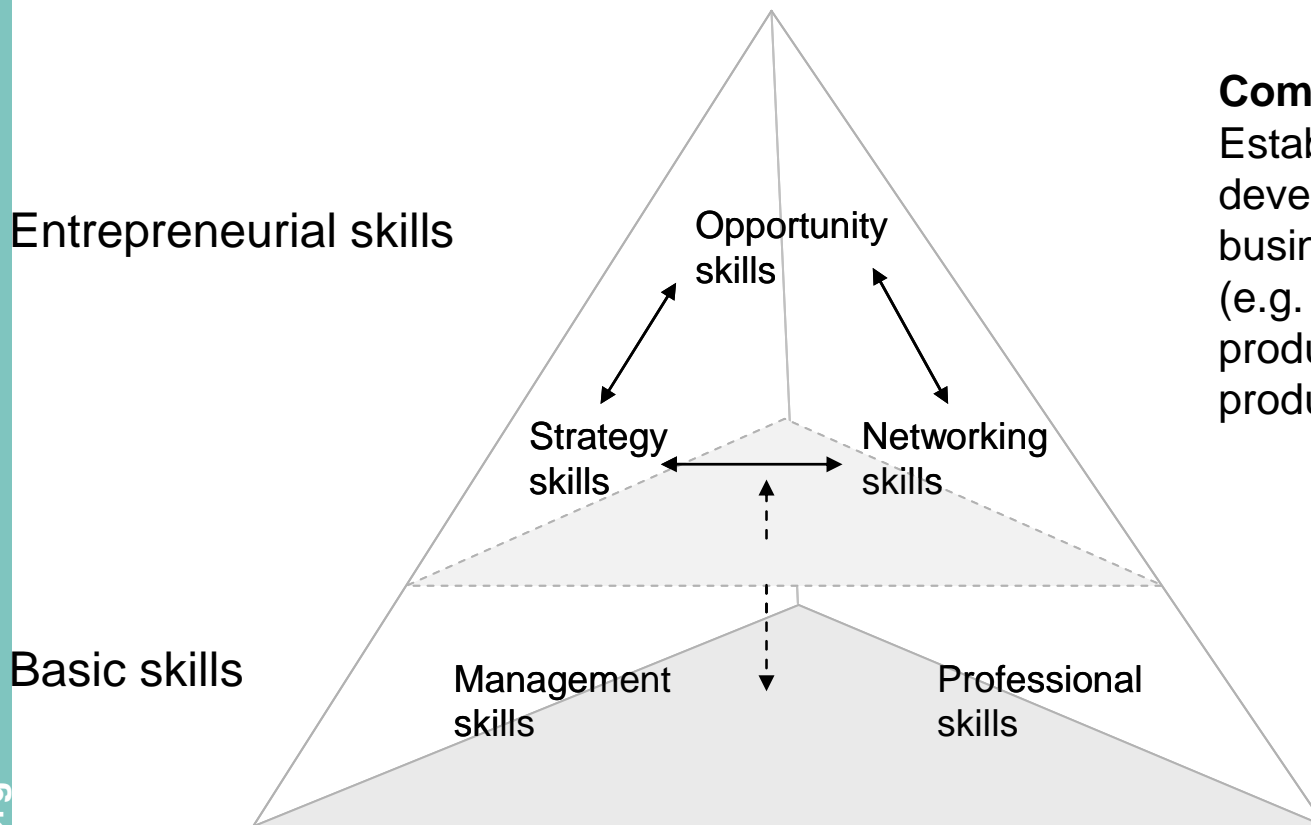 Entrepreneurial skills
Opportunity
skills
Strategy
skills
Networking
skills
Basic skills
Management
skills
Professional
skills
Com
Estab
deve
busin
(e.g.
produ
produ